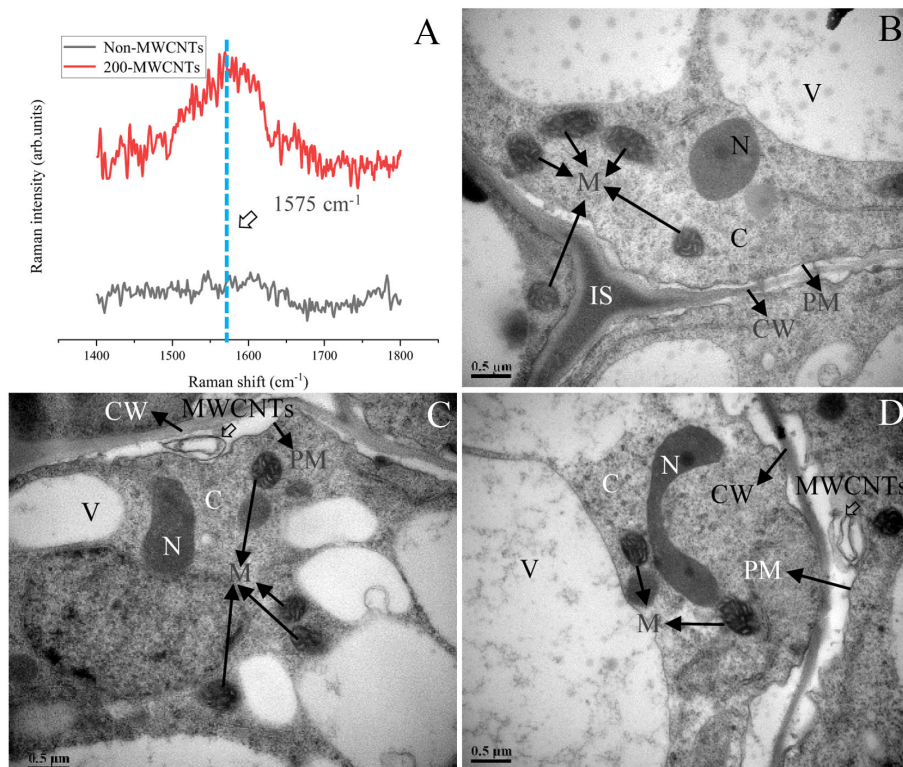 A
Non-MWCNTs
200-MWCNTs
1575 cm⁻¹
Raman intensity (arb.units)
1400 1500 1600 1700 1800
Raman shift (cm⁻¹)
B
V
N
M
C
IS
PM
CW
0.5 μm
CW
MWCNTs
C
PM
C
V
N
M
0.5 μm
D
N
C
CW
MWCNTs
V
PM
M
0.5 μm